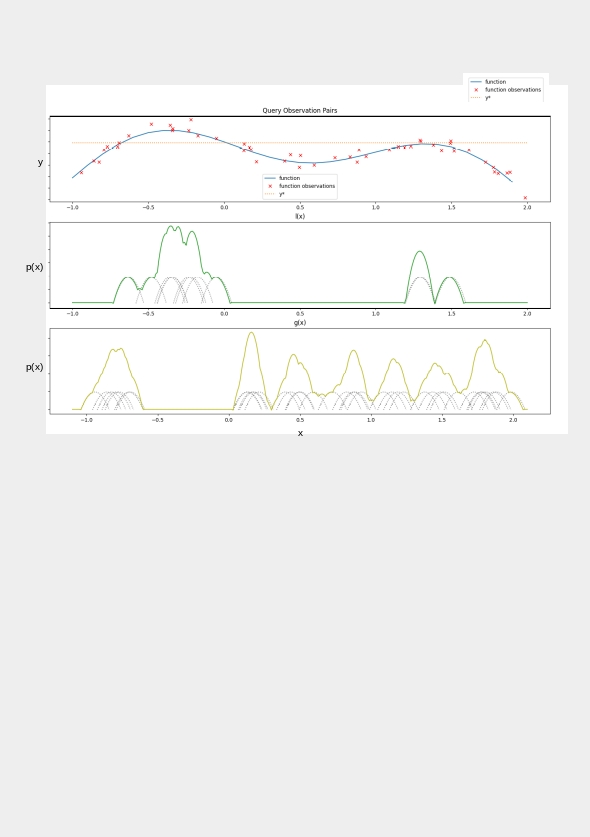 function
function observations
y*
Query Observation Pairs
y
function
function observations
y*
−1.0 −0.5 0.0 0.5 1.0 1.5 2.0
l(x)
p(x)
−1.0 −0.5 0.0 0.5 1.0 1.5 2.0
g(x)
p(x)
−1.0 −0.5 0.0 0.5 1.0 1.5 2.0
x